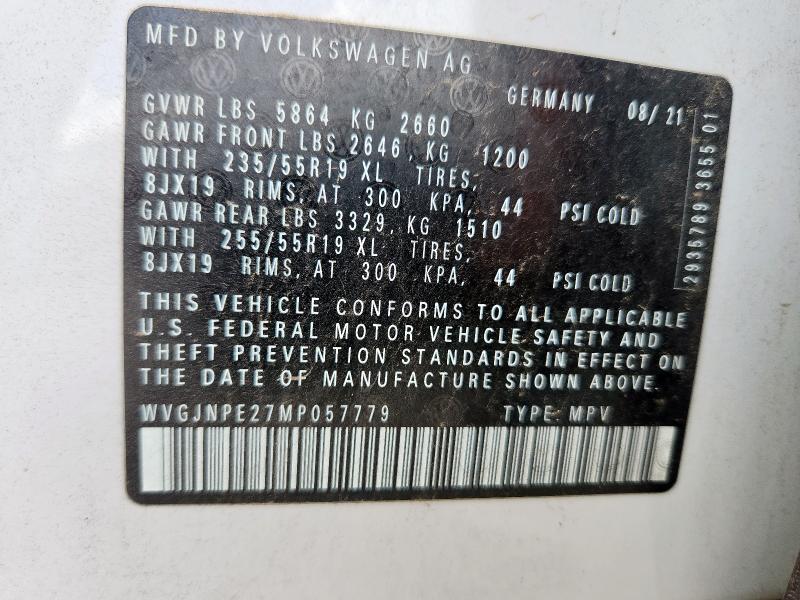 MFD BY VOLKSWAGEN AG
GERMANY 08/21
GVWR LBS 5864 KG 2660
GAWR FRONT LBS 2646, KG 1200
WITH 235/55R19 XL TIRES,
8JX19 RIMS, AT 300 KPA, 44 PSI COLD
GAWR REAR LBS 3329, KG 1510
WITH 255/55R19 XL TIRES,
8JX19 RIMS, AT 300 KPA, 44 PSI COLD
THIS VEHICLE CONFORMS TO ALL APPLICABLE
U.S. FEDERAL MOTOR VEHICLE SAFETY AND
THEFT PREVENTION STANDARDS IN EFFECT ON
THE DATE OF MANUFACTURE SHOWN ABOVE.
WVGJNPE27MP057779 TYPE: MPV
2935789 3655 01